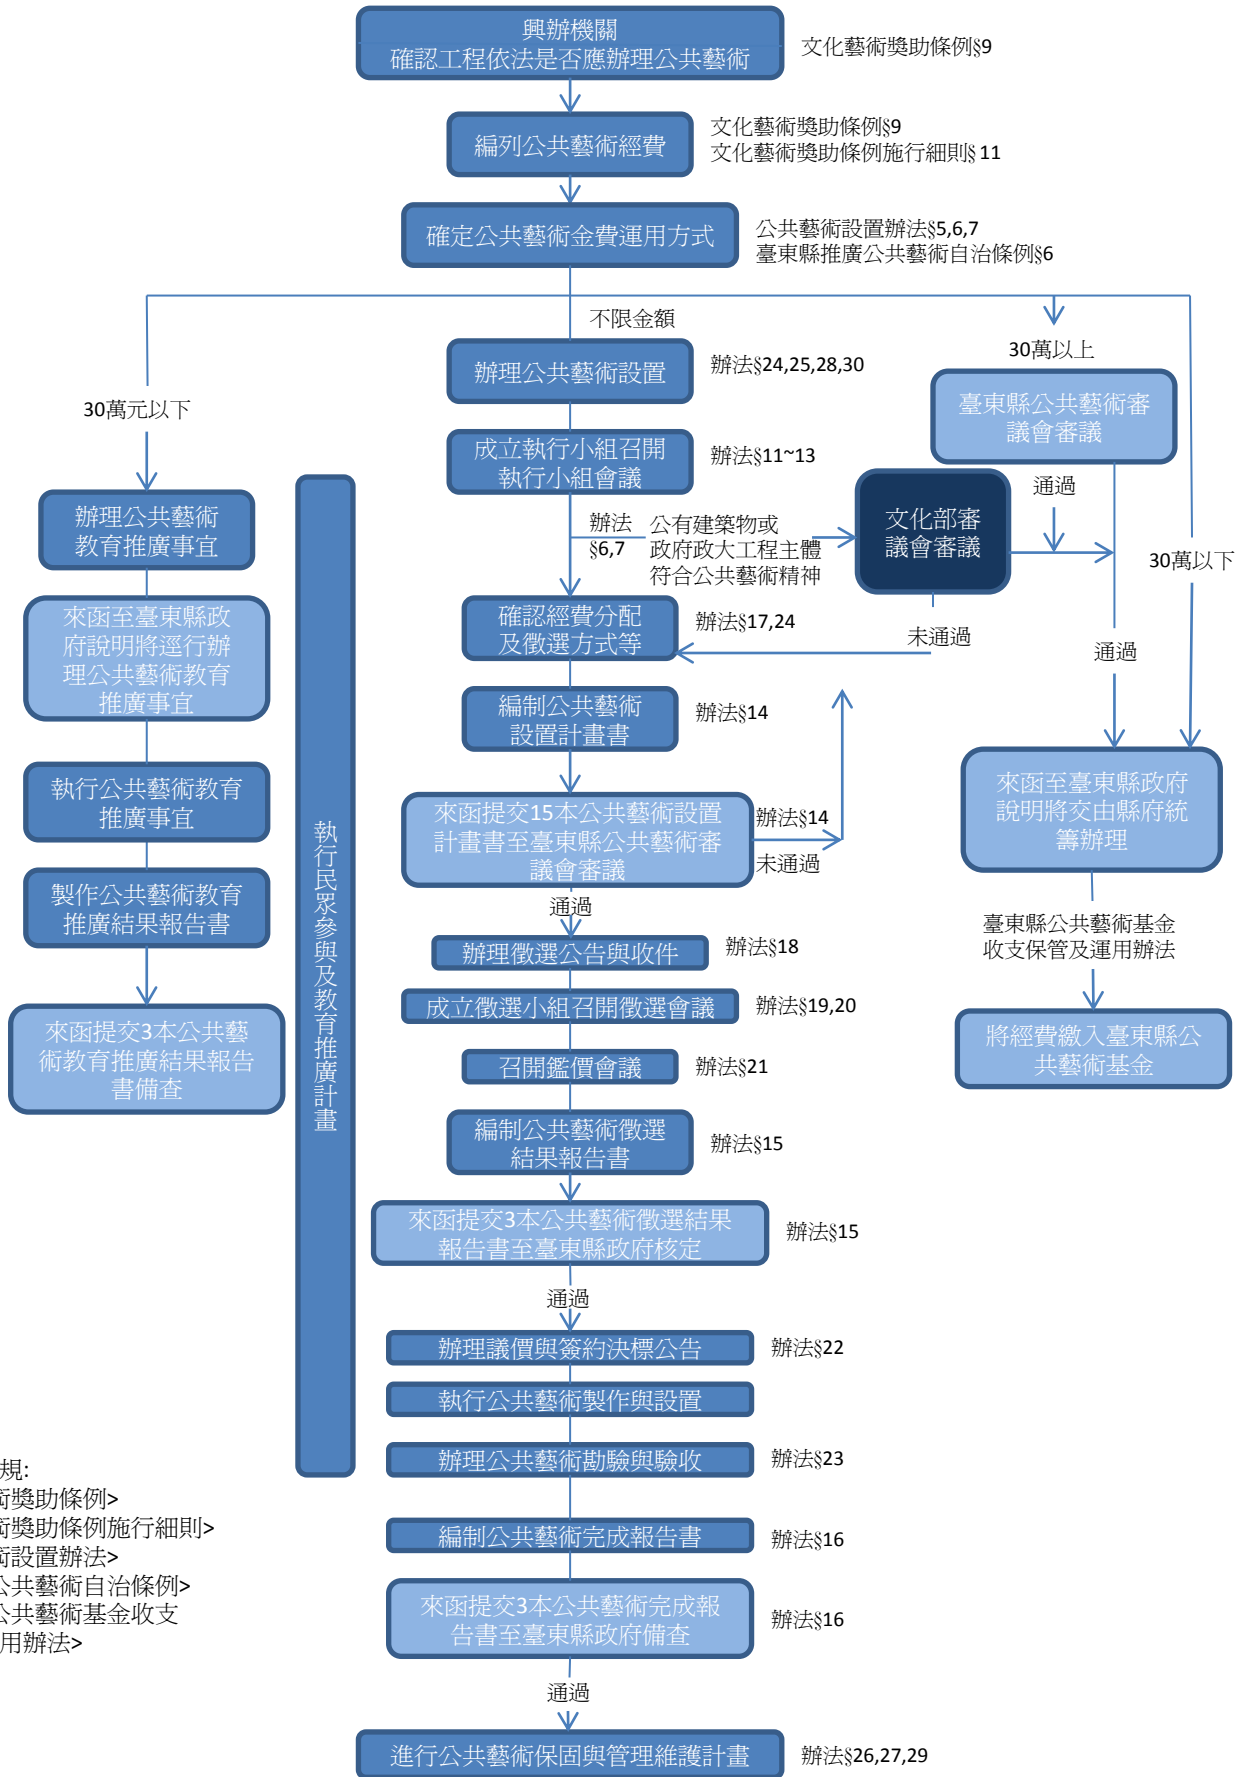 興辦機關
確認工程依法是否應辦理公共藝術
文化藝術獎助條例§9
編列公共藝術經費
文化藝術獎助條例§9
文化藝術獎助條例施行細則§ 11
確定公共藝術金費運用方式
公共藝術設置辦法§5,6,7
臺東縣推廣公共藝術自治條例§6
不限金額
30萬以上
辦理公共藝術設置
辦法§24,25,28,30
30萬元以下
臺東縣公共藝術審
議會審議
成立執行小組召開
執行小組會議
辦法§11~13
通過
辦理公共藝術
教育推廣事宜
辦法
§6,7
公有建築物或
政府政大工程主體
符合公共藝術精神
文化部審
議會審議
30萬以下
來函至臺東縣政
府說明將逕行辦
理公共藝術教育
推廣事宜
確認經費分配
及徵選方式等
辦法§17,24
未通過
通過
編制公共藝術
設置計畫書
辦法§14
執行公共藝術教育
推廣事宜
來函提交15本公共藝術設置
計畫書至臺東縣公共藝術審
議會審議
辦法§14
未通過
來函至臺東縣政府
說明將交由縣府統
籌辦理
執行民眾參與及教育推廣計畫
製作公共藝術教育
推廣結果報告書
通過
臺東縣公共藝術基金
收支保管及運用辦法
辦理徵選公告與收件
辦法§18
成立徵選小組召開徵選會議
辦法§19,20
來函提交3本公共藝
術教育推廣結果報告
書備查
將經費繳入臺東縣公
共藝術基金
召開鑑價會議
辦法§21
編制公共藝術徵選
結果報告書
辦法§15
來函提交3本公共藝術徵選結果
報告書至臺東縣政府核定
辦法§15
通過
辦理議價與簽約決標公告
辦法§22
執行公共藝術製作與設置
辦理公共藝術勘驗與驗收
辦法§23
規:
術獎助條例>
術獎助條例施行細則>
術設置辦法>
公共藝術自治條例>
公共藝術基金收支
用辦法>
編制公共藝術完成報告書
辦法§16
來函提交3本公共藝術完成報
告書至臺東縣政府備查
辦法§16
通過
進行公共藝術保固與管理維護計畫
辦法§26,27,29